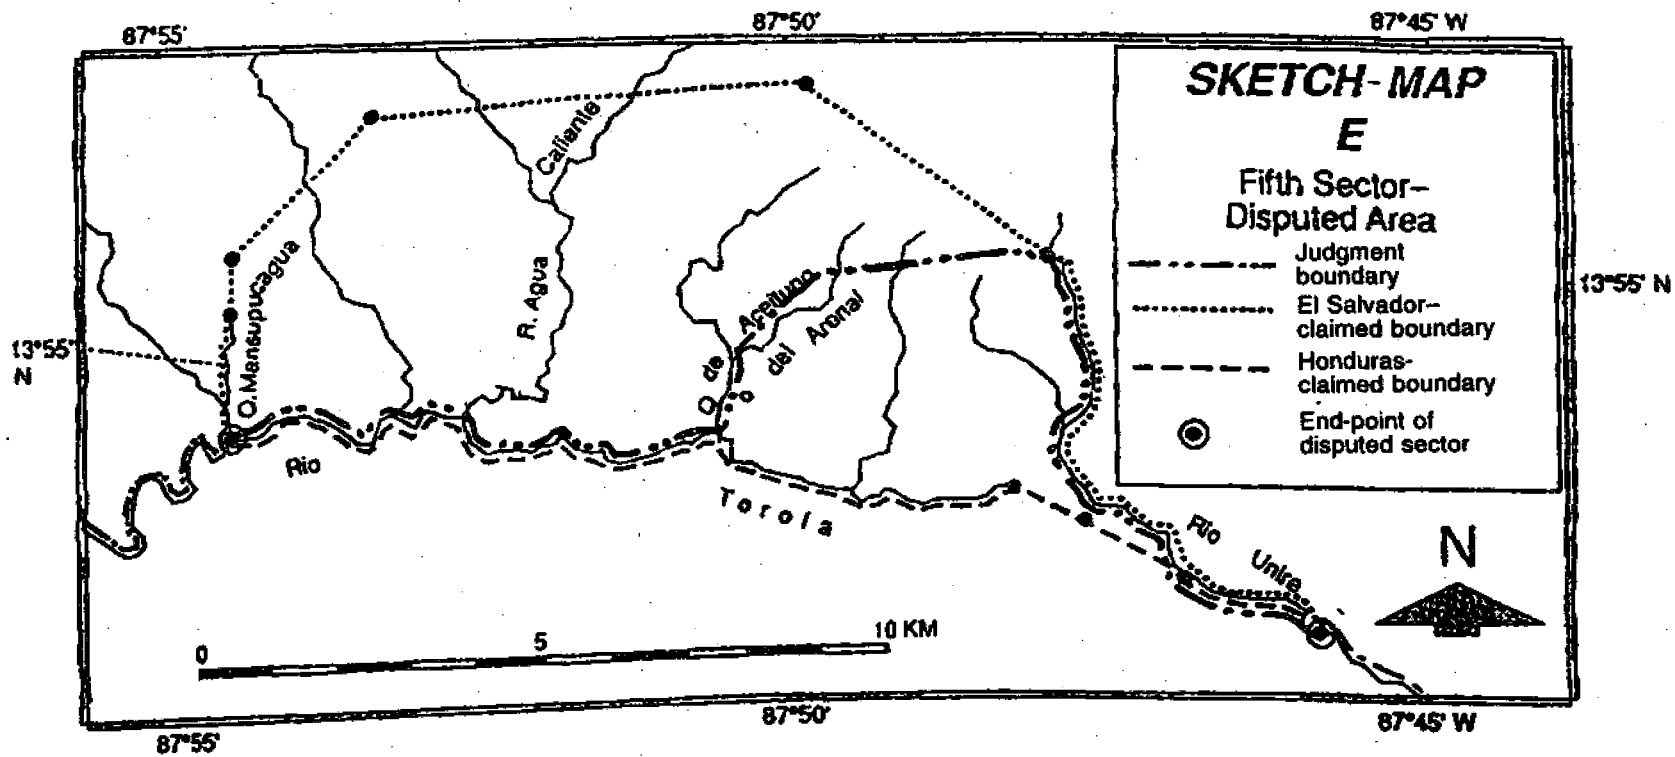 87°55'
87°50'
87°45' W
SKETCH-MAP
E
Fifth Sector–
Disputed Area
Judgment
boundary
El Salvador–
claimed boundary
Honduras-
claimed boundary
End-point of
disputed sector
Caliente
R. Agua
Q. Mansupucagua
Aceituno
Q de
o del Arenal
13°55'
N
13°55' N
Rio
Torola
Rio
Unire
N
0
5
10 KM
87°55'
87°50'
87°45' W